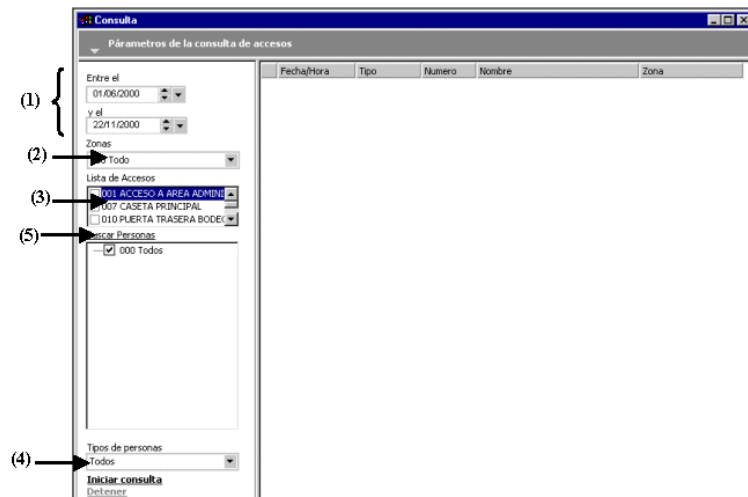 Consulta
Párametros de la consulta de accesos
Fecha/Hora Tipo Numero Nombre Zona
Entre el
(1)
01/06/2000
y el
22/11/2000
Zonas
(2)
Todo
Lista de Accesos
001 ACCESO A AREA ADMINI
(3)
007 CASETA PRINCIPAL
010 PUERTA TRASERA BODEG
(5)
Personas
000 Todos
Tipos de personas
(4)
Todos
Iniciar consulta
Detener